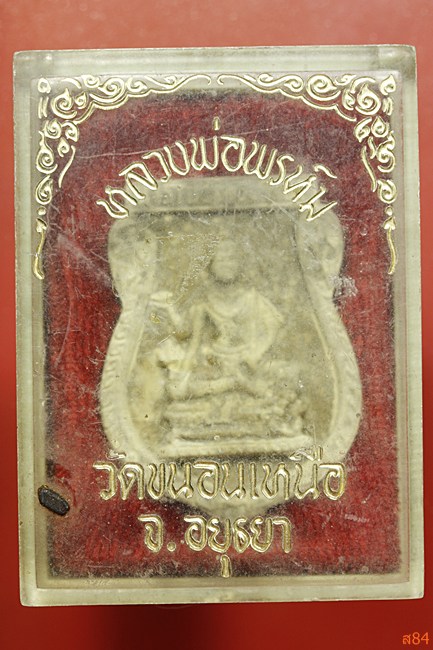 หลวงพ่อพรหม
วัดขนอนเหนือ
จ. อยุธยา
ส84